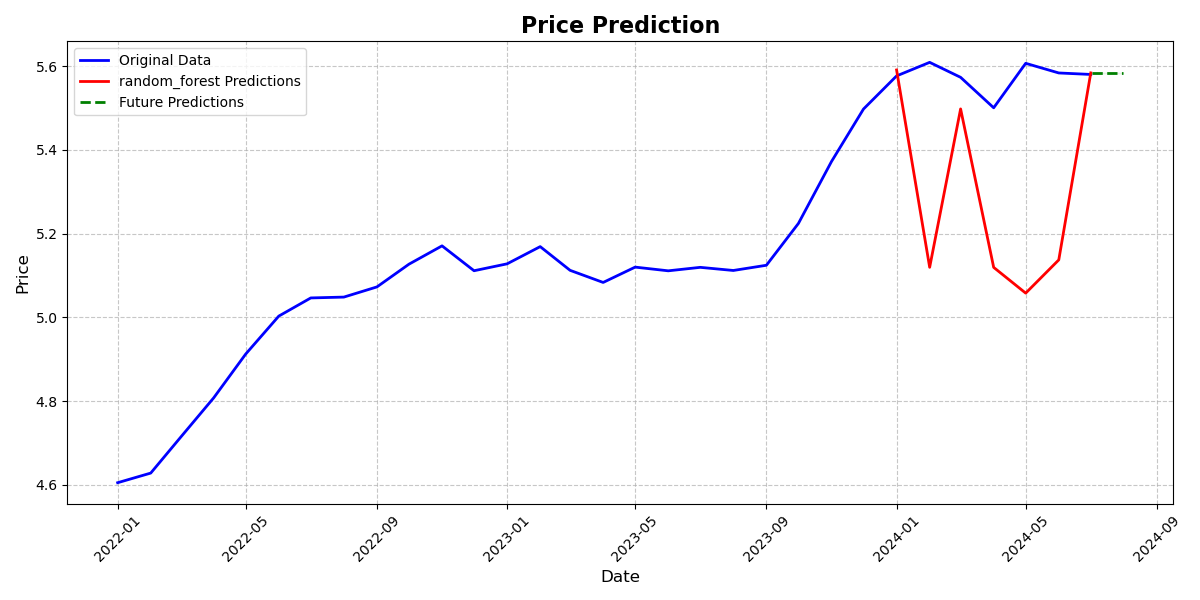 Price Prediction
Original Data
random_forest Predictions
Future Predictions
Price
5.6
5.4
5.2
5.0
4.8
4.6
2022-01
2022-05
2022-09
2023-01
2023-05
2023-09
2024-01
2024-05
2024-09
Date